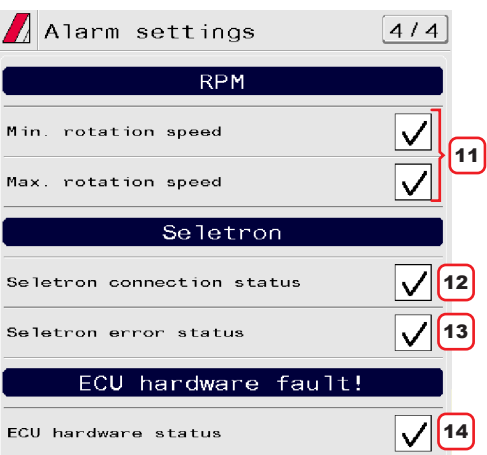 Alarm settings 4/4
RPM
Min. rotation speed
11
Max. rotation speed
Seletron
Seletron connection status 12
Seletron error status 13
ECU hardware fault!
ECU hardware status 14